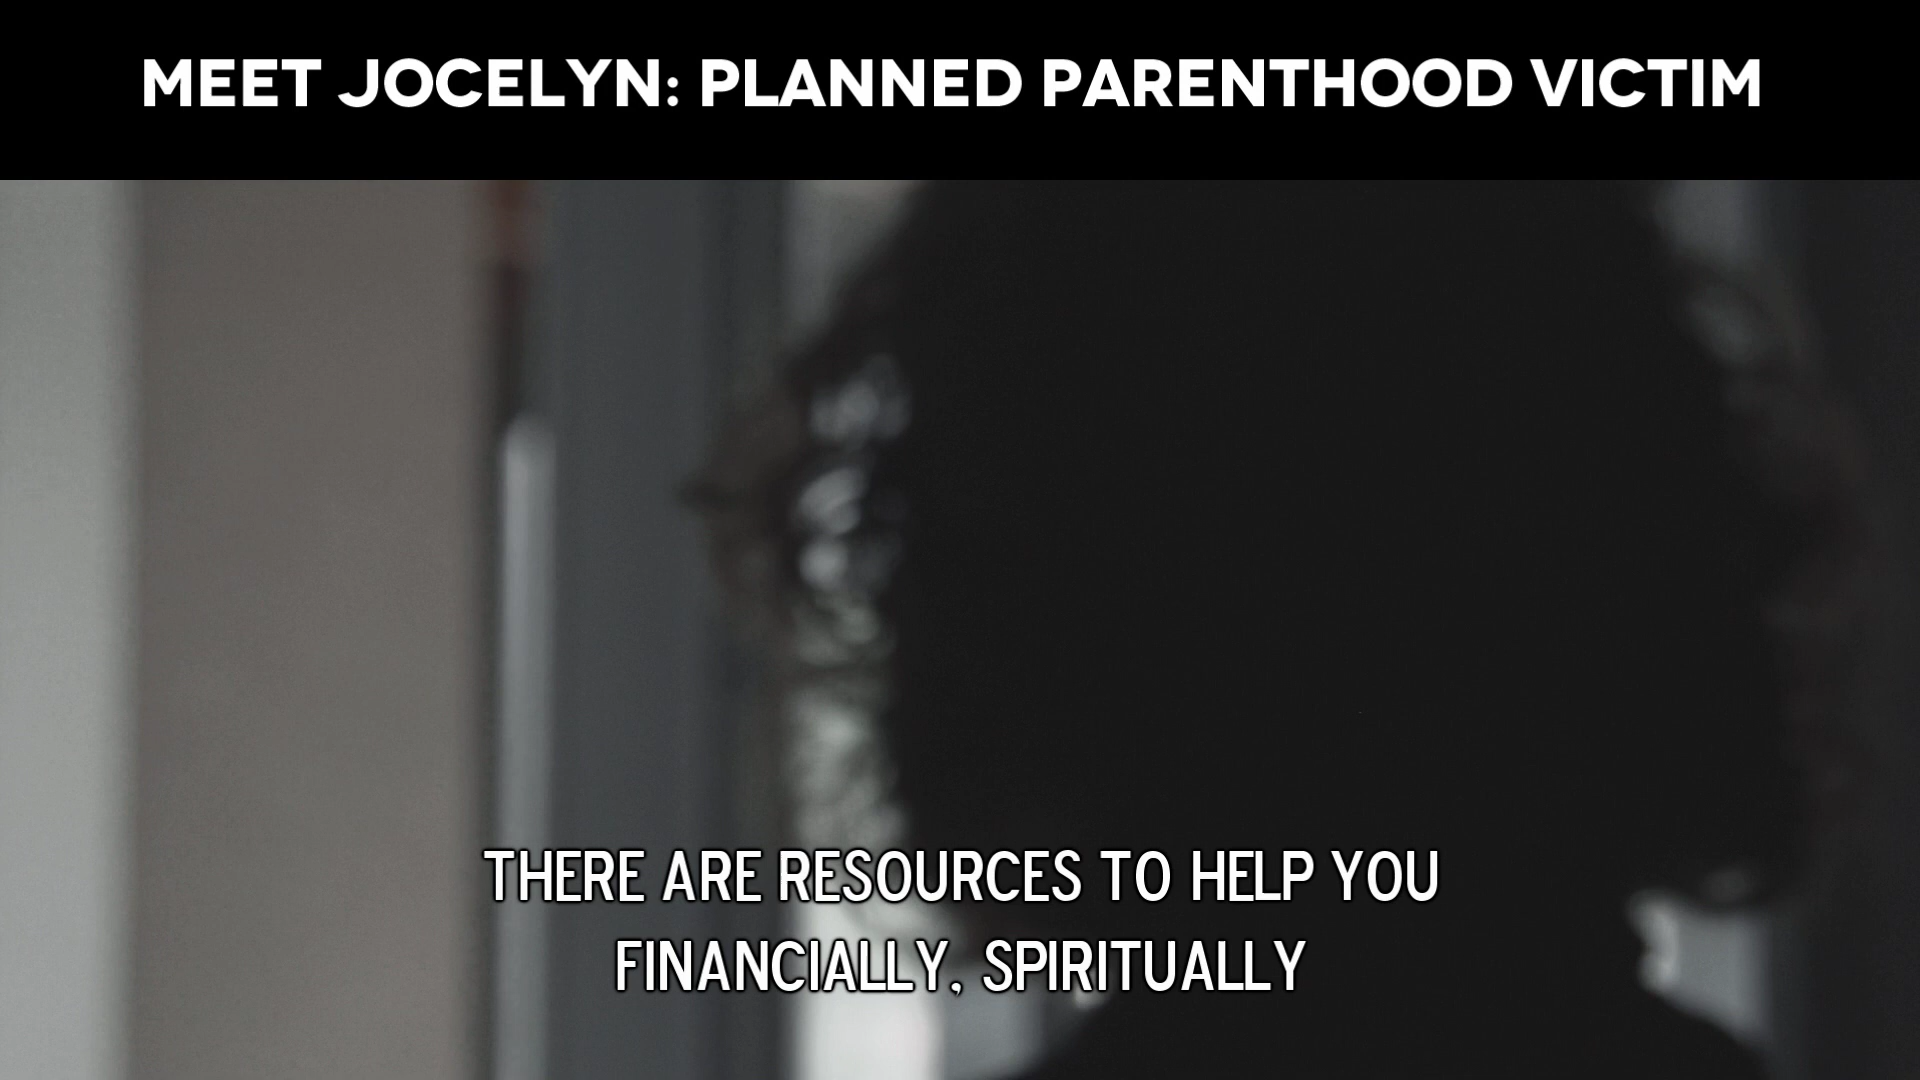 MEET JOCELYN: PLANNED PARENTHOOD VICTIM
THERE ARE RESOURCES TO HELP YOU
FINANCIALLY, SPIRITUALLY